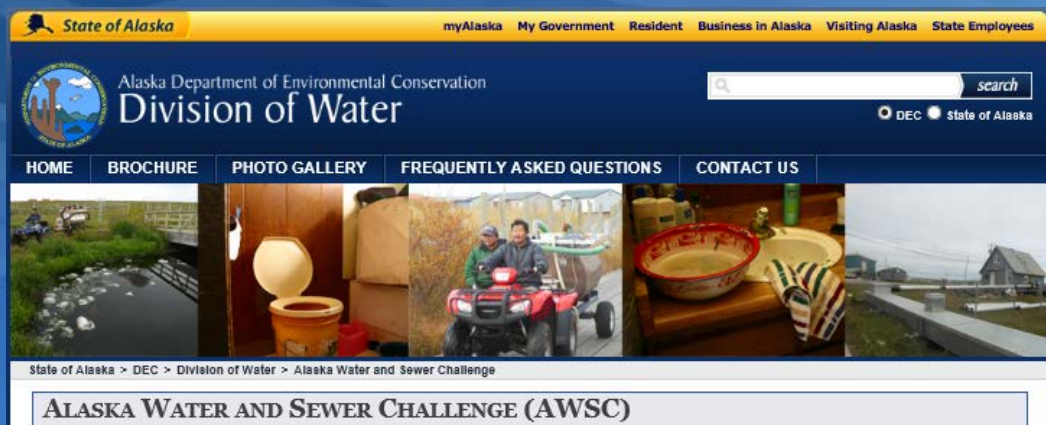 State of Alaska
myAlaska My Government Resident Business in Alaska Visiting Alaska State Employees
Alaska Department of Environmental Conservation
Division of Water
search
DEC State of Alaska
HOME BROCHURE PHOTO GALLERY FREQUENTLY ASKED QUESTIONS CONTACT US
State of Alaska > DEC > Division of Water > Alaska Water and Sewer Challenge
ALASKA WATER AND SEWER CHALLENGE (AWSC)